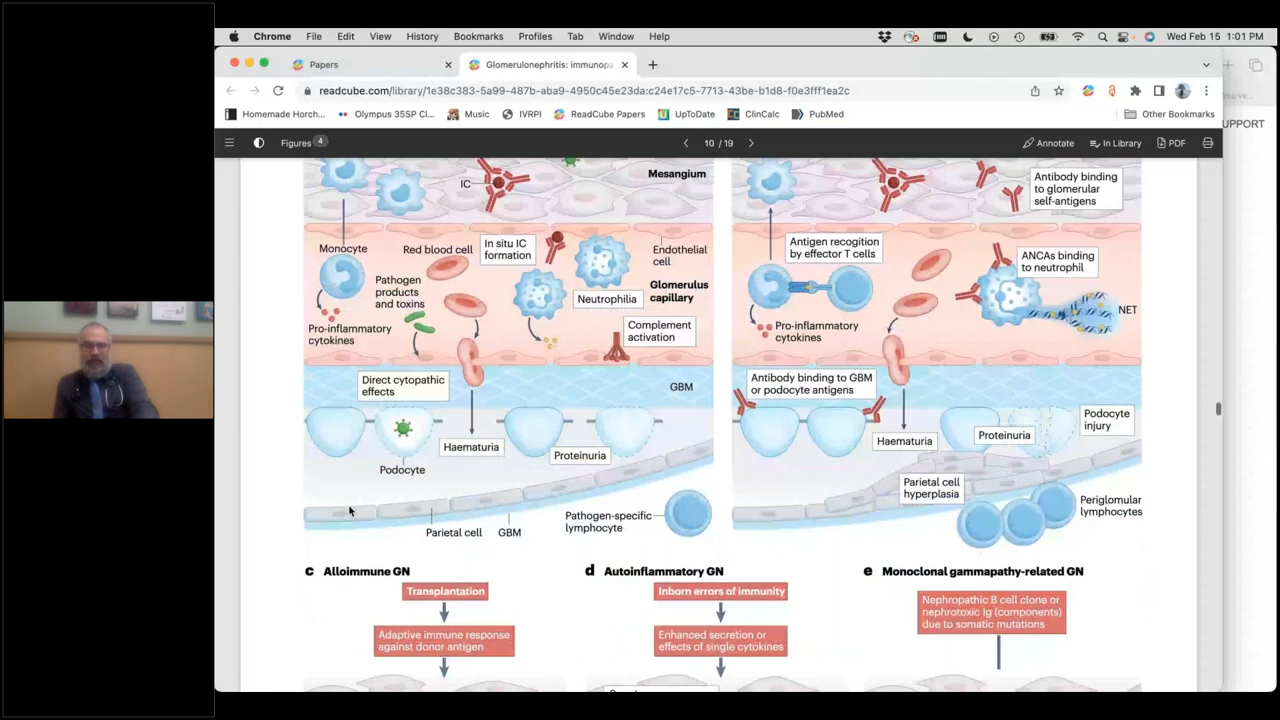 Chrome File Edit View History Bookmarks Profiles Tab Window Help Wed Feb 15 1:01 PM
Papers
Glomerulonephritis: immunopa
readcube.com/library/1e38c383-5a99-487b-aba9-4950c45e23da:c24e17c5-7713-43be-b1d8-f0e3fff1ea2c
Homemade Horch... Olympus 35SP Cl... Music IVRPI ReadCube Papers UpToDate ClinCalc PubMed Other Bookmarks
UPPORT
Figures 4
10 / 19
Annotate In Library PDF
IC
Mesangium
Monocyte
Red blood cell
In situ IC
formation
Endothelial
cell
Pathogen
products
and toxins
Neutrophilia
Glomerulus
capillary
Pro-inflammatory
cytokines
Complement
activation
Direct cytopathic
effects
GBM
Haematuria
Proteinuria
Podocyte
Parietal cell
GBM
Pathogen-specific
lymphocyte
Antibody binding
to glomerular
self-antigens
Antigen recogition
by effector T cells
ANCAs binding
to neutrophil
NET
Pro-inflammatory
cytokines
Antibody binding to GBM
or podocyte antigens
Podocyte
injury
Haematuria
Proteinuria
Parietal cell
hyperplasia
Periglomular
lymphocytes
c Alloimmune GN
Transplantation
Adaptive immune response
against donor antigen
d Autoinflammatory GN
Inborn errors of immunity
Enhanced secretion or
effects of single cytokines
e Monoclonal gammapathy-related GN
Nephropathic B cell clone or
nephrotoxic Ig (components)
due to somatic mutations